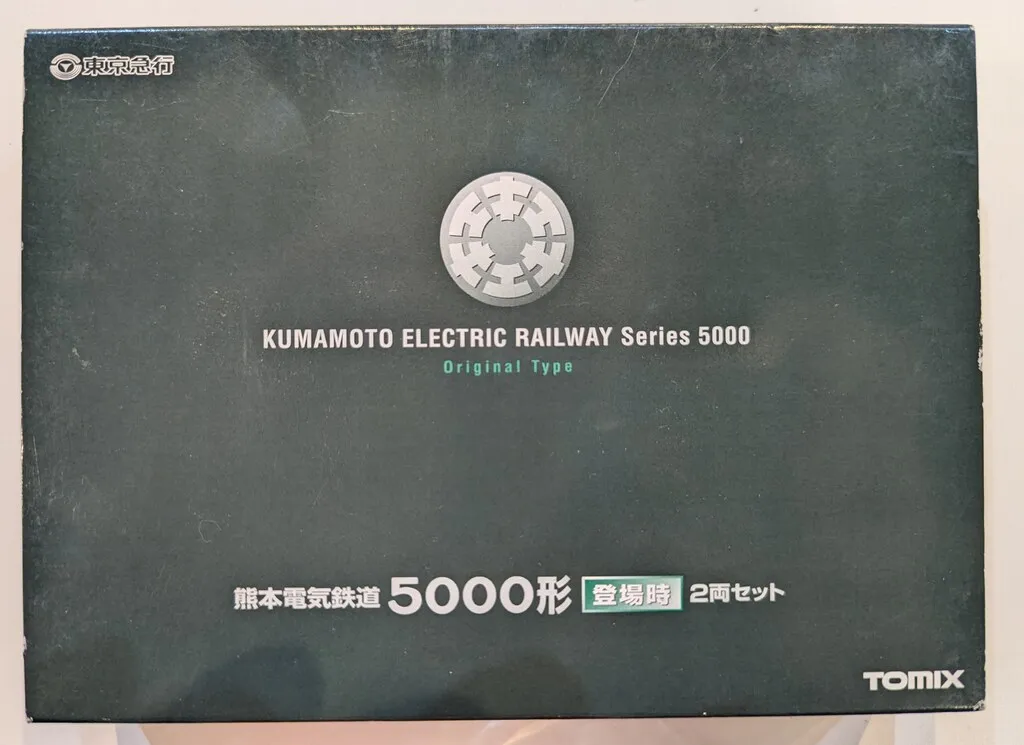 東京急行
KUMAMOTO ELECTRIC RAILWAY Series 5000
Original Type
熊本電気鉄道 5000形 登場時 2両セット
TOMIX